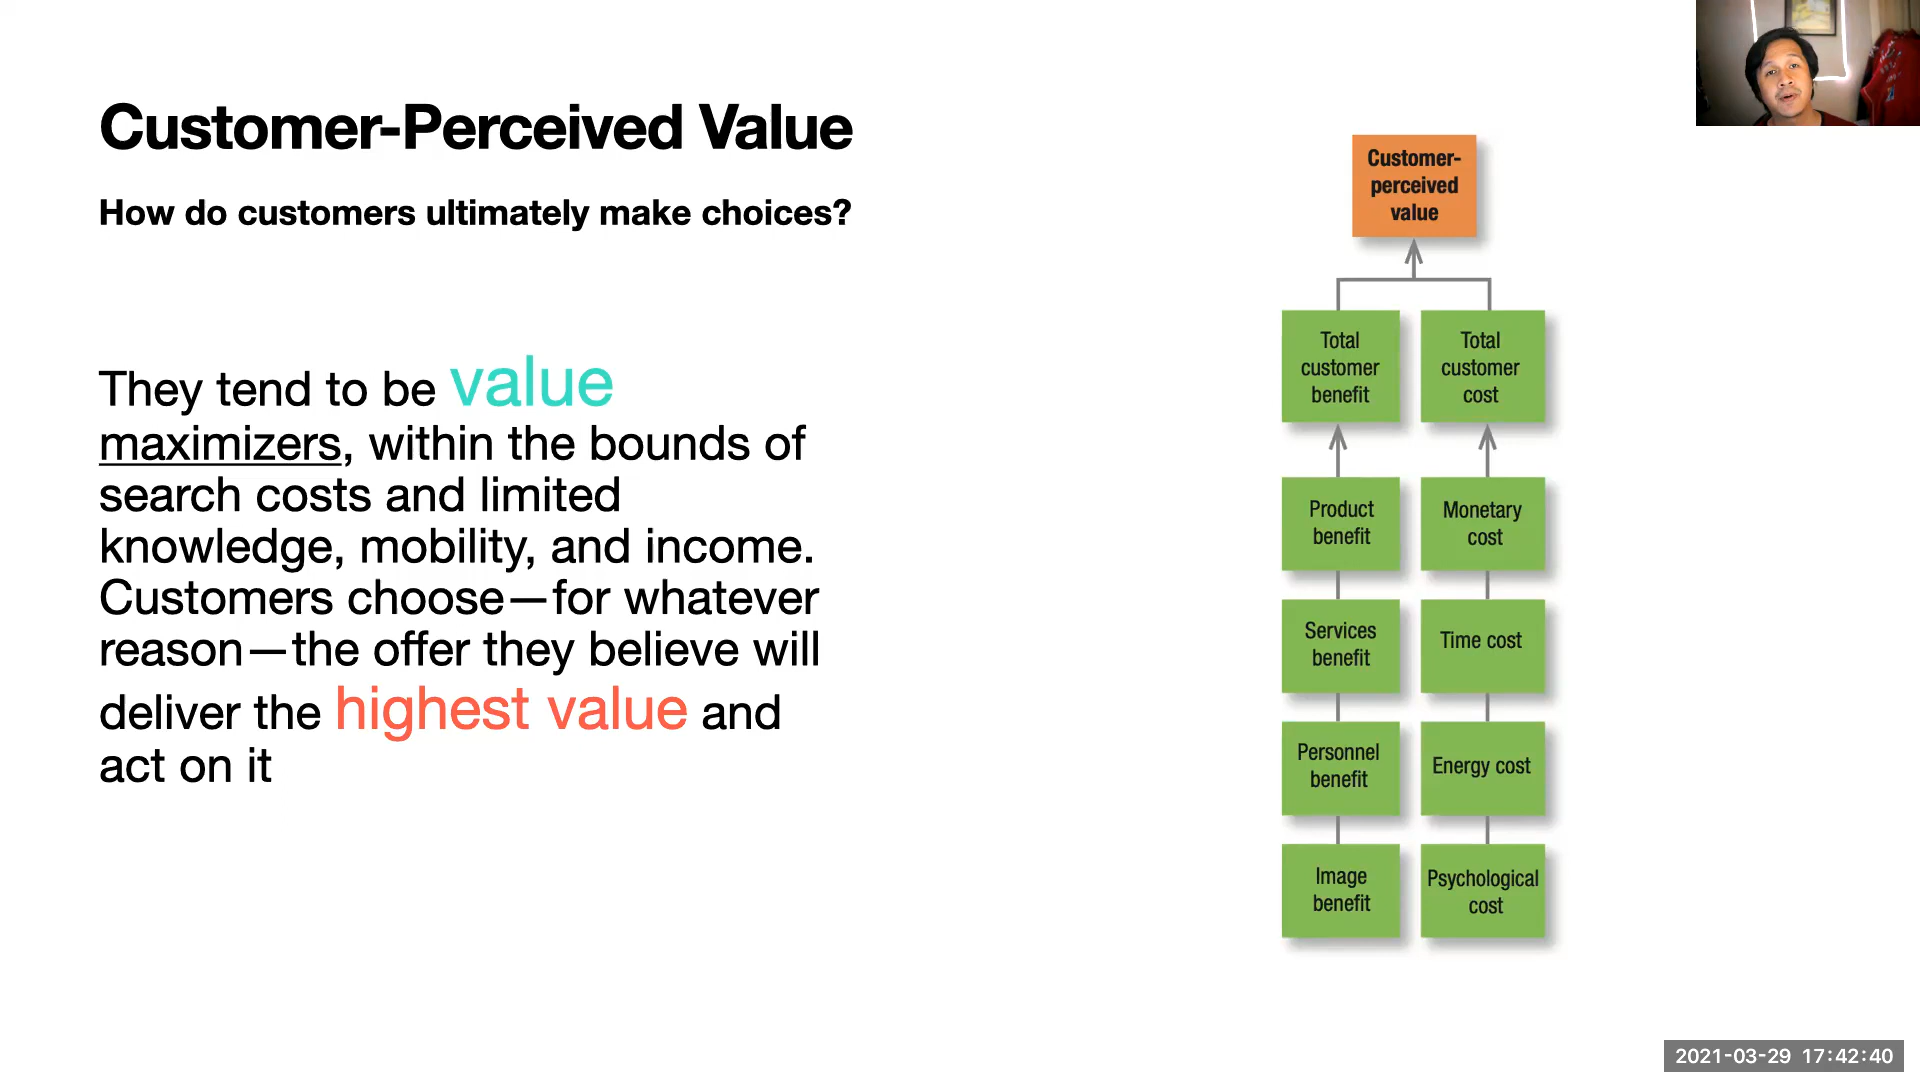 Customer-Perceived Value
How do customers ultimately make choices?
They tend to be value
maximizers, within the bounds of
search costs and limited
knowledge, mobility, and income.
Customers choose—for whatever
reason—the offer they believe will
deliver the highest value and
act on it
Customer-
perceived
value
Total
customer
benefit
Total
customer
cost
Product
benefit
Monetary
cost
Services
benefit
Time cost
Personnel
benefit
Energy cost
Image
benefit
Psychological
cost
2021-03-29 17:42:40